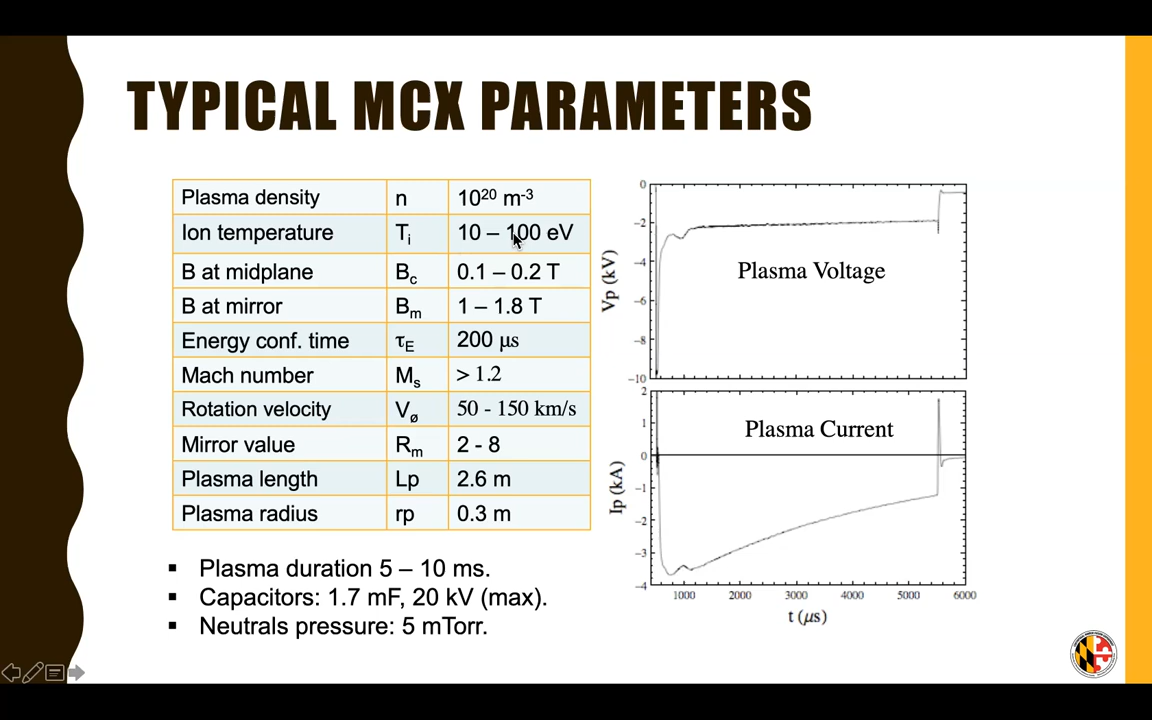 TYPICAL MCX PARAMETERS
Plasma density n 10²⁰ m⁻³
Ion temperature Tᵢ 10 – 100 eV
B at midplane B꜀ 0.1 – 0.2 T
B at mirror Bₘ 1 – 1.8 T
Energy conf. time τE 200 μs
Mach number Mₛ > 1.2
Rotation velocity Vø 50 - 150 km/s
Mirror value Rₘ 2 - 8
Plasma length Lp 2.6 m
Plasma radius rp 0.3 m
▪ Plasma duration 5 – 10 ms.
▪ Capacitors: 1.7 mF, 20 kV (max).
▪ Neutrals pressure: 5 mTorr.
0
−2
−4
−6
−8
−10
Vp (kV)
Plasma Voltage
2
1
0
−1
−2
−3
−4
Ip (kA)
Plasma Current
1000 2000 3000 4000 5000 6000
t (μs)